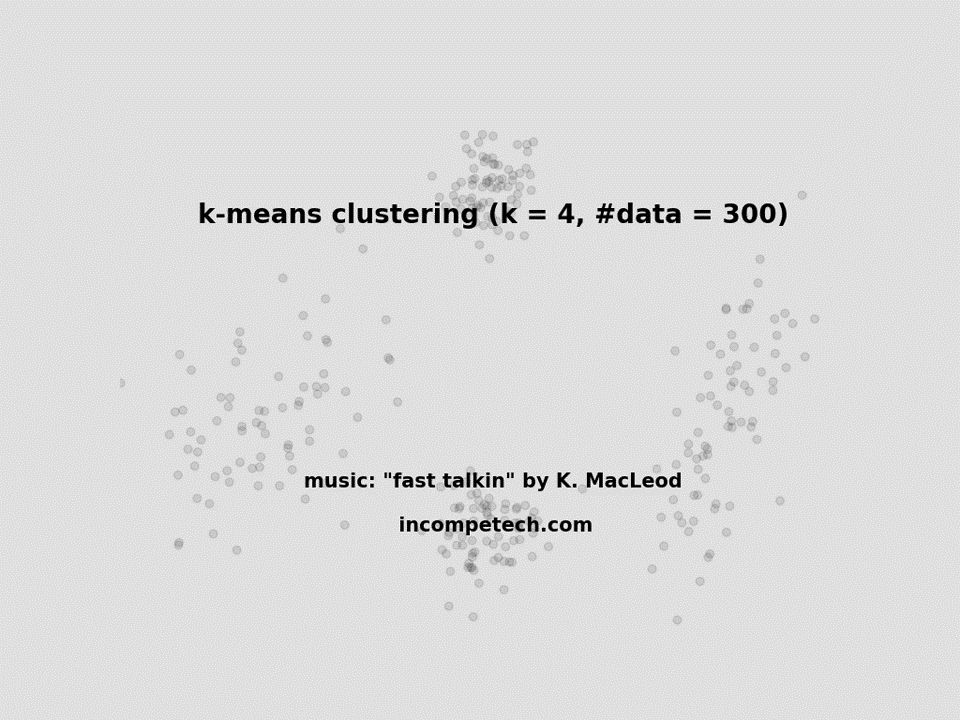 k-means clustering (k = 4, #data = 300)
music: "fast talkin" by K. MacLeod
incompetech.com